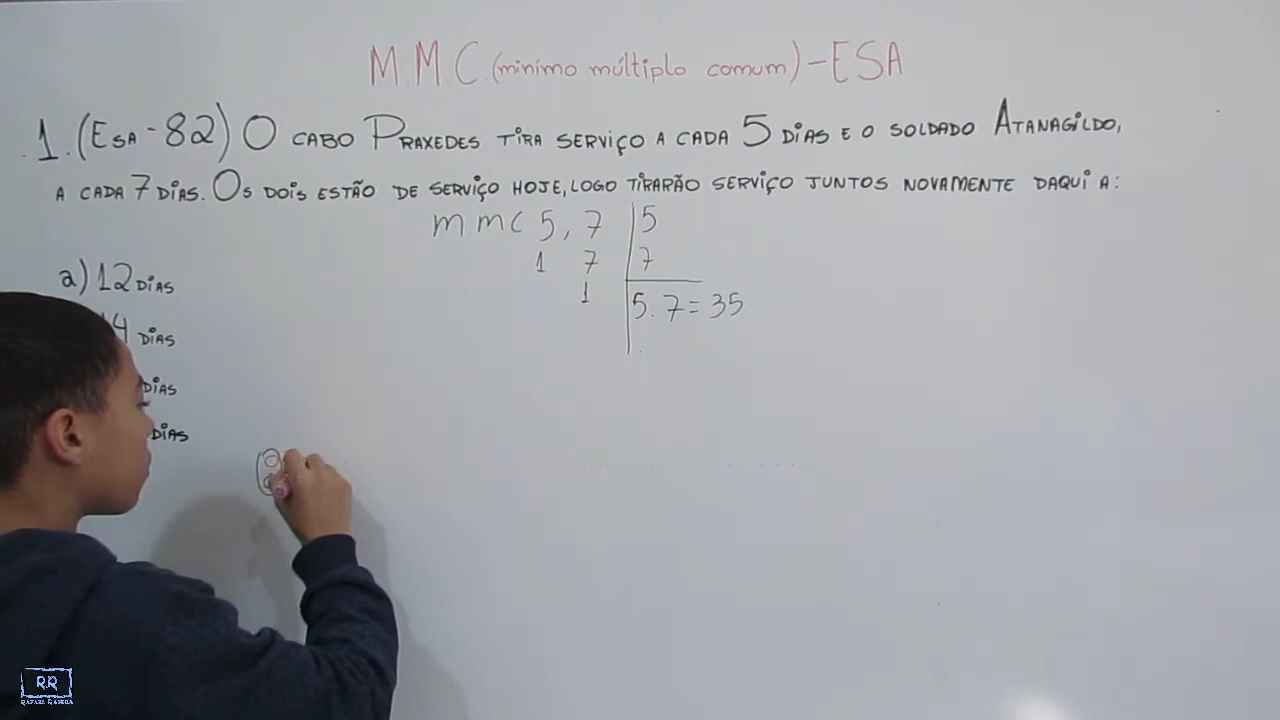 M.M.C.(mínimo múltiplo comum)-ESA
1. (ESA-82) O CABO PRAXEDES TIRA SERVIÇO A CADA 5 DIAS E O SOLDADO ATANAGILDO,
A CADA 7 DIAS. OS DOIS ESTÃO DE SERVIÇO HOJE, LOGO TIRARÃO SERVIÇO JUNTOS NOVAMENTE DAQUI A:
MMC 5, 7 | 5
1 7 | 7
1 | 5.7=35
a) 12 DIAS
4 DIAS
DIAS
DIAS
RR